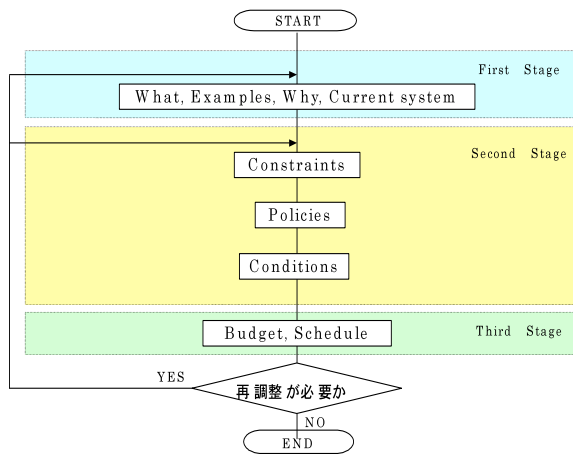 START
First Stage
What, Examples, Why, Current system
Second Stage
Constraints
Policies
Conditions
Third Stage
Budget, Schedule
YES
再調整が必要か
NO
END